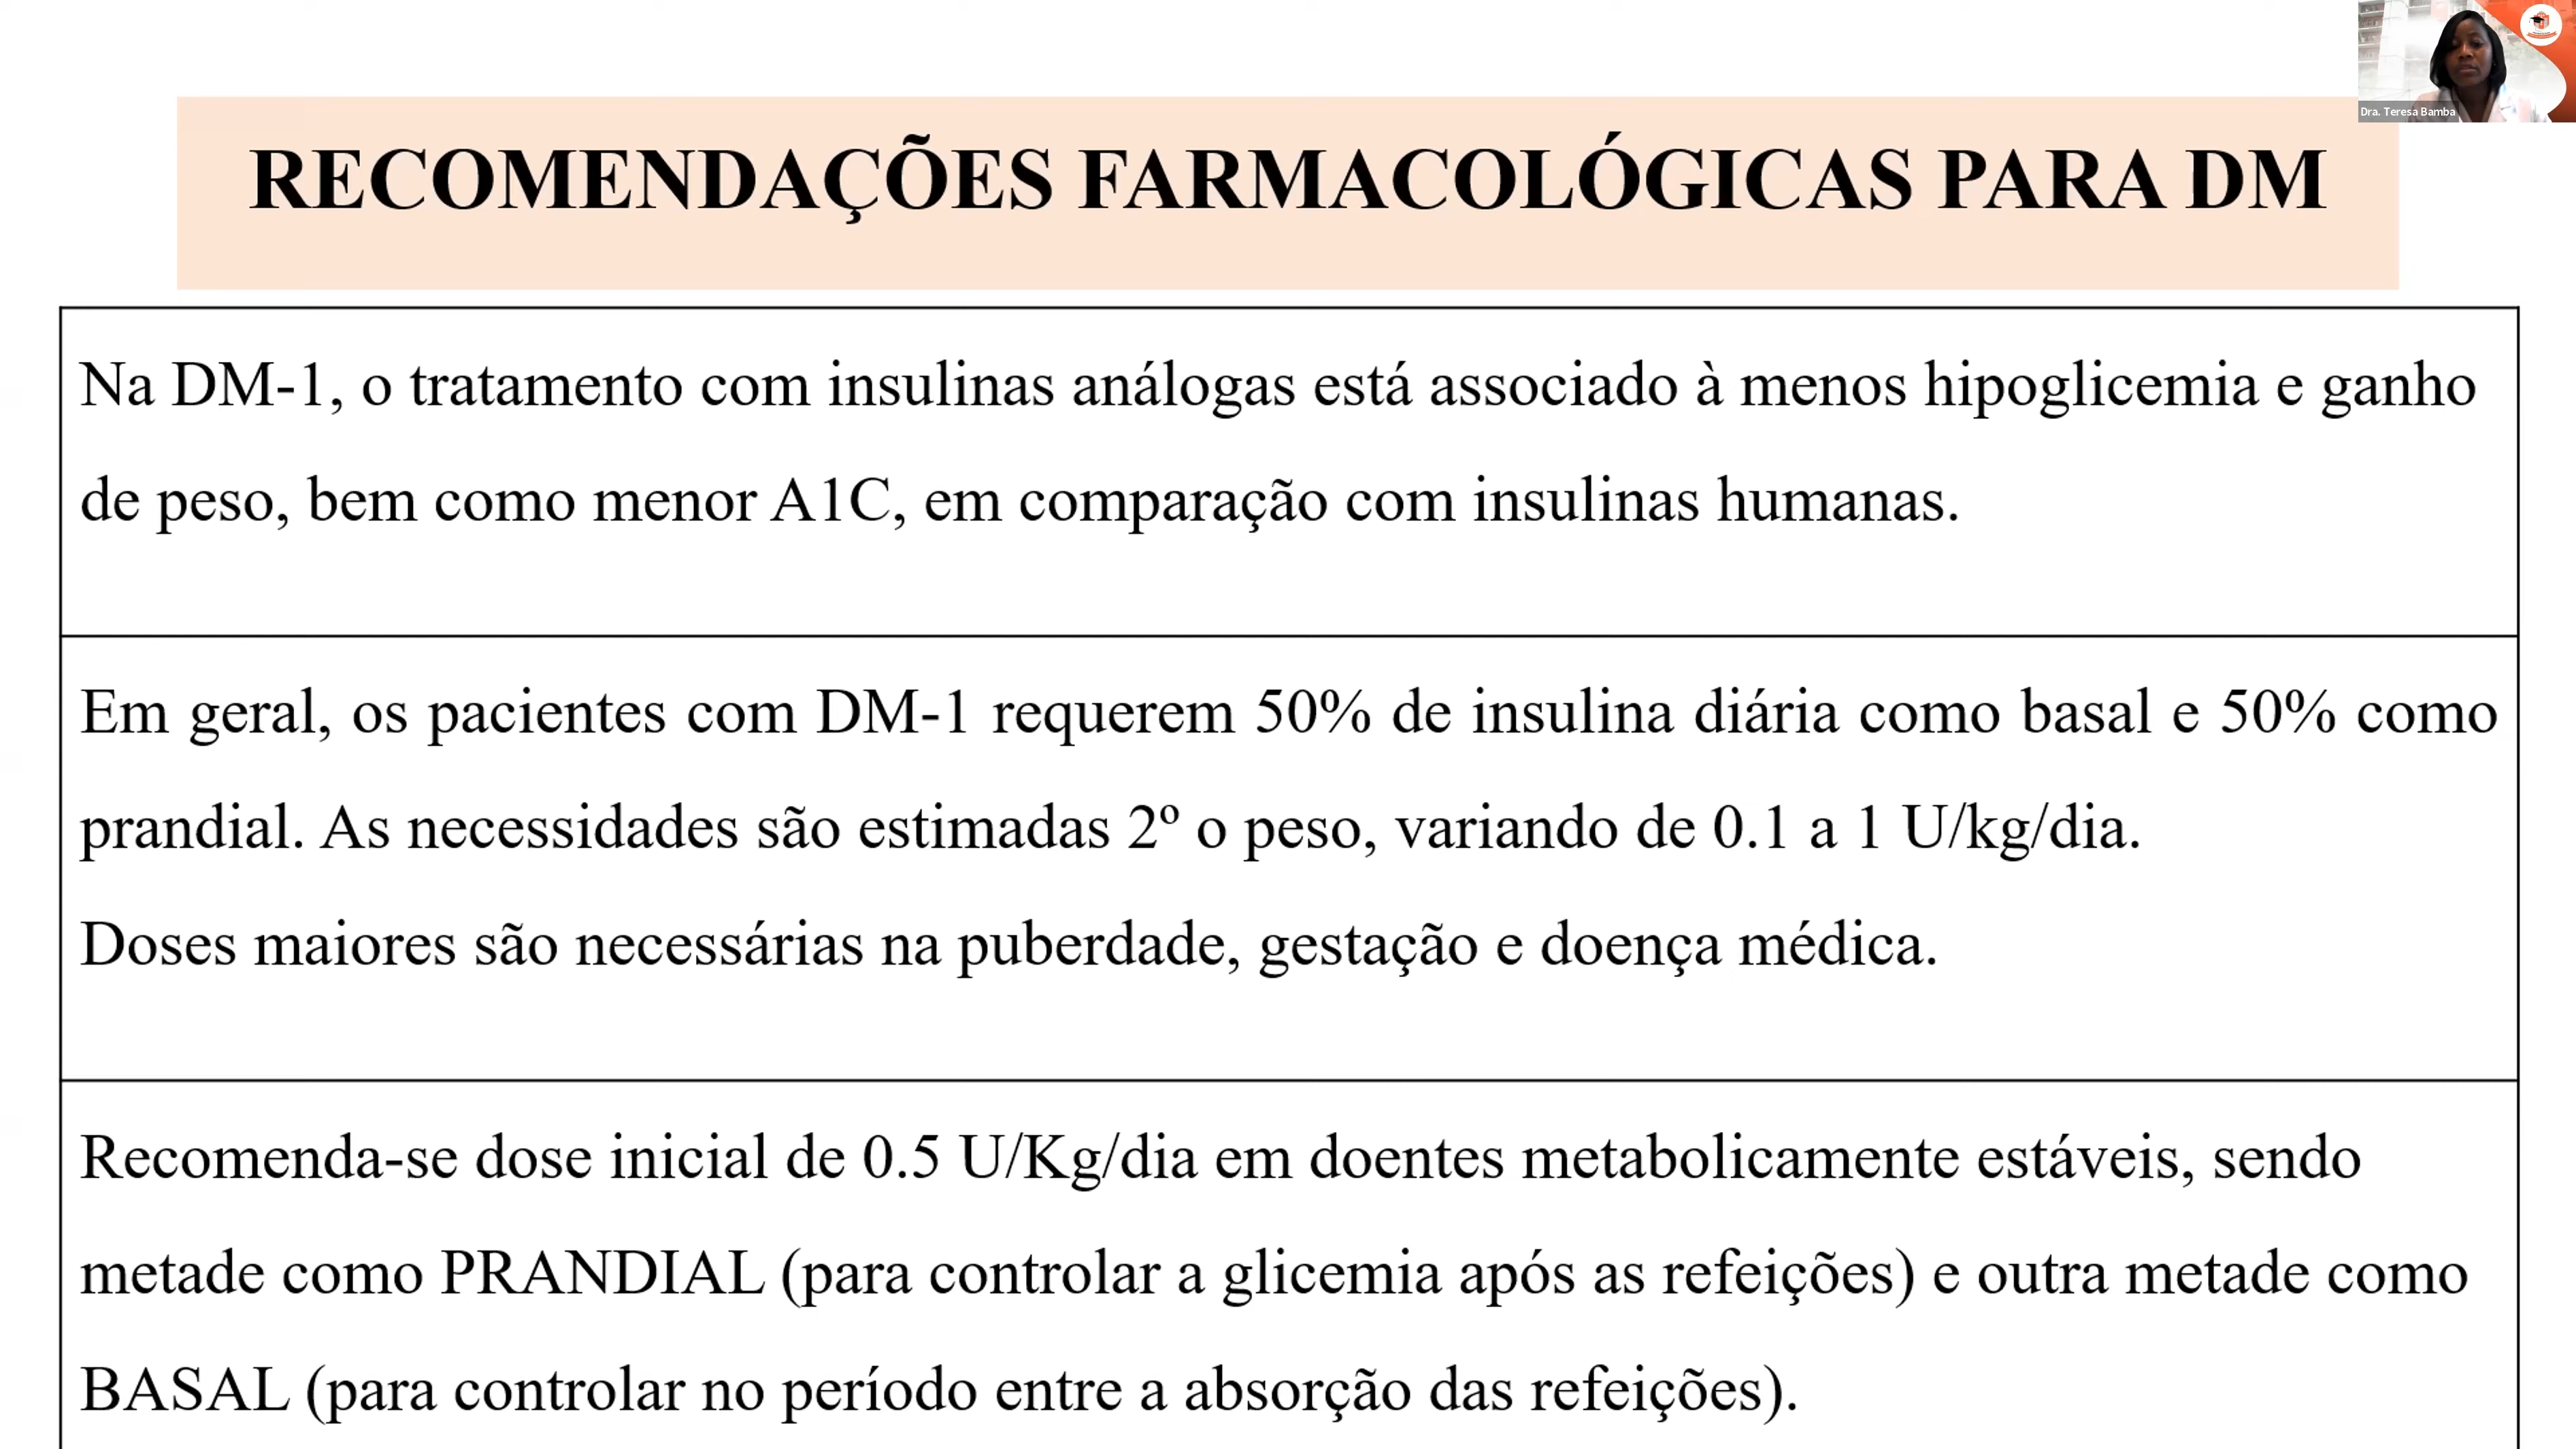 Dra. Teresa Bamba
RECOMENDAÇÕES FARMACOLÓGICAS PARA DM
Na DM-1, o tratamento com insulinas análogas está associado à menos hipoglicemia e ganho
de peso, bem como menor A1C, em comparação com insulinas humanas.
Em geral, os pacientes com DM-1 requerem 50% de insulina diária como basal e 50% como
prandial. As necessidades são estimadas 2º o peso, variando de 0.1 a 1 U/kg/dia.
Doses maiores são necessárias na puberdade, gestação e doença médica.
Recomenda-se dose inicial de 0.5 U/Kg/dia em doentes metabolicamente estáveis, sendo
metade como PRANDIAL (para controlar a glicemia após as refeições) e outra metade como
BASAL (para controlar no período entre a absorção das refeições).